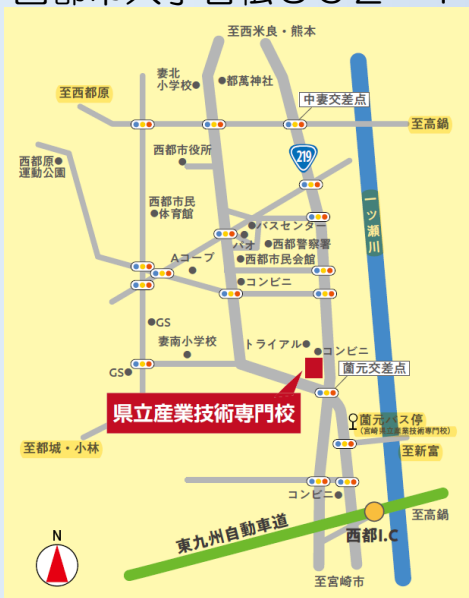 至西米良・熊本
妻北
小学校
都萬神社
至西都原
中妻交差点
至高鍋
西都市役所
219
西都原
運動公園
西都市民
体育館
バスセンター
パオ
西都警察署
Aコープ
西都市民会館
コンビニ
一ツ瀬川
GS
妻南小学校
トライアル
コンビニ
GS
薗元交差点
県立産業技術専門校
薗元バス停
(宮崎県立産業技術専門校)
至都城・小林
至新富
コンビニ
至高鍋
東九州自動車道
西都I.C
N
至宮崎市